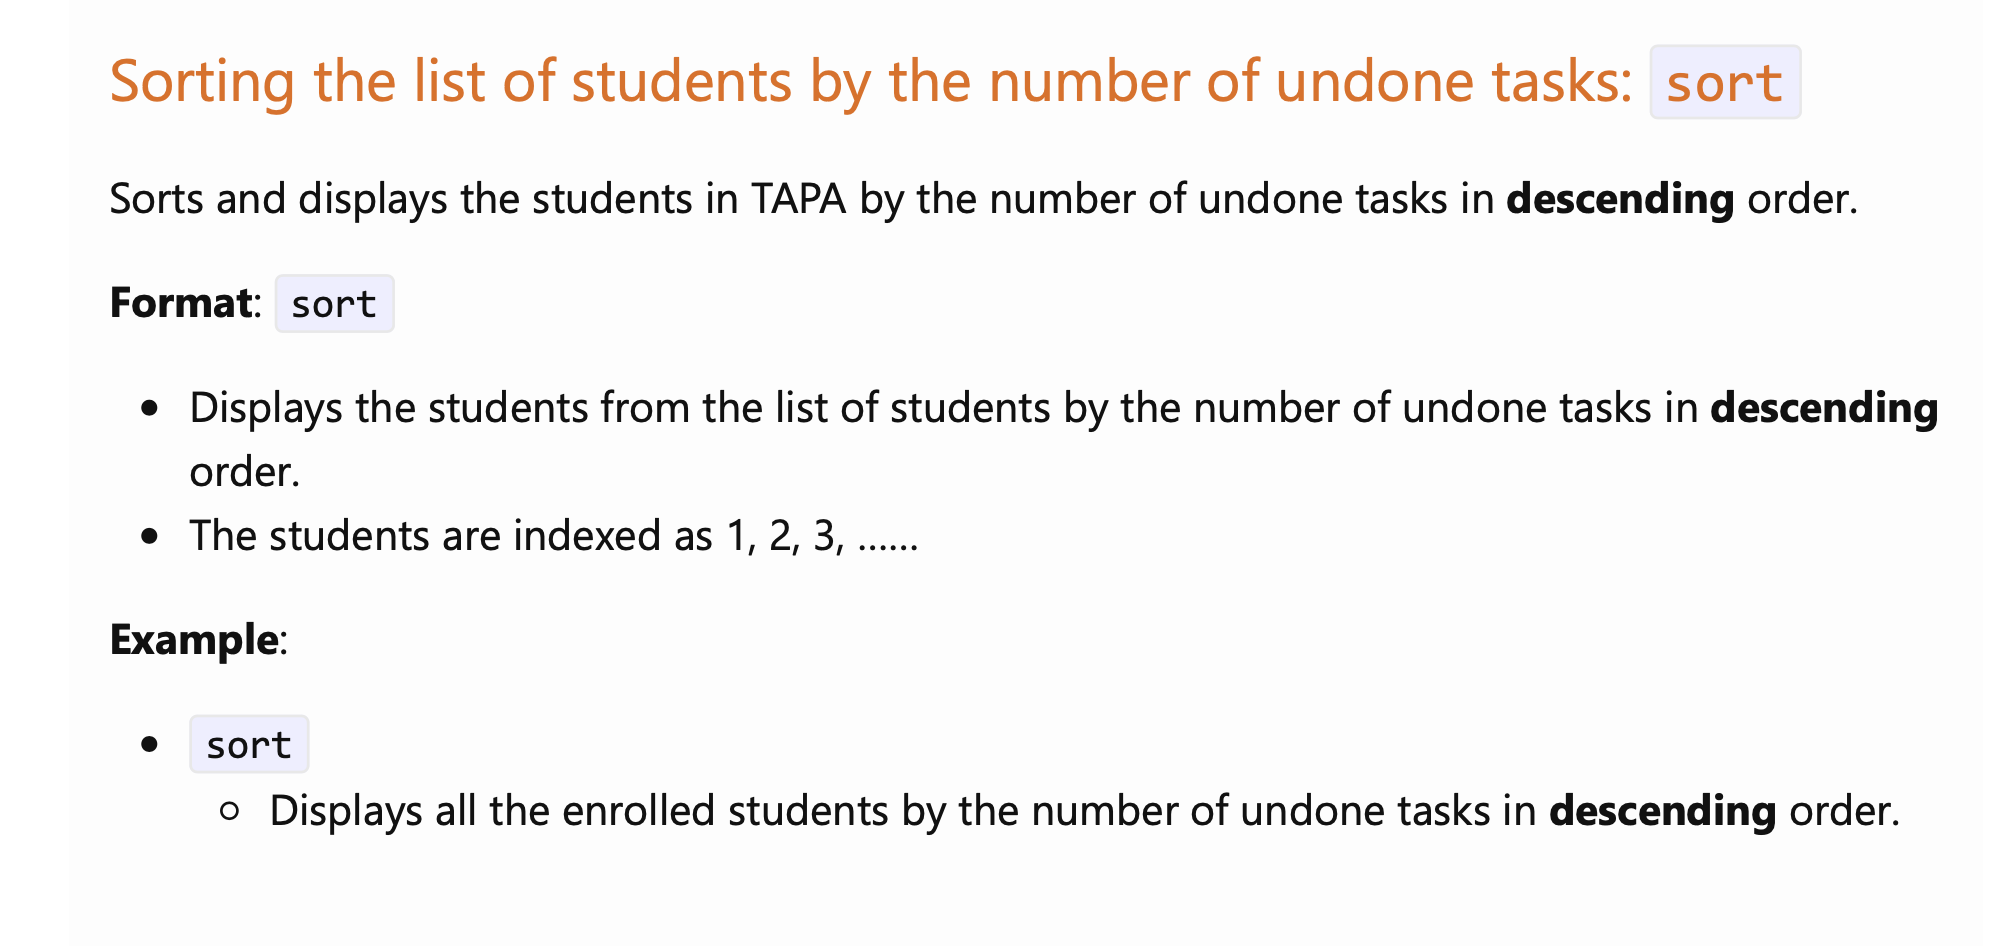 Sorting the list of students by the number of undone tasks: sort
Sorts and displays the students in TAPA by the number of undone tasks in descending order.
Format: sort
• Displays the students from the list of students by the number of undone tasks in descending
order.
• The students are indexed as 1, 2, 3, ......
Example:
• sort
○ Displays all the enrolled students by the number of undone tasks in descending order.